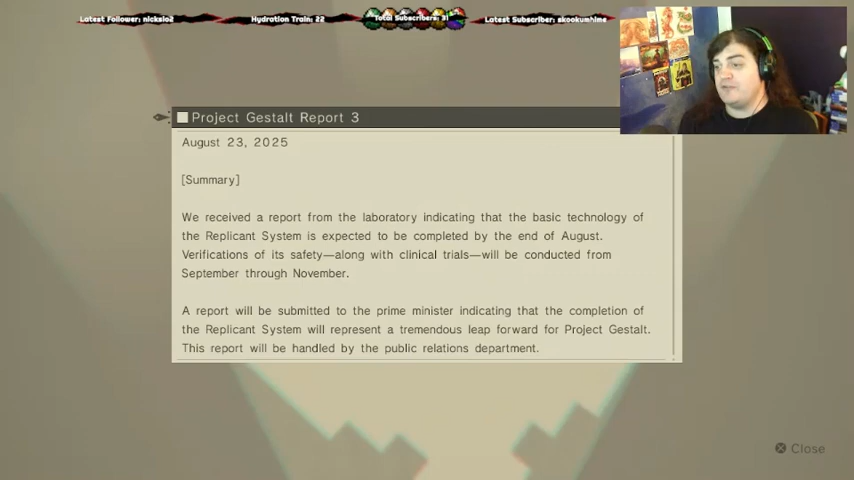 Latest Follower: nickslo2
Hydration Train: 22
Total Subscribers: 31
Latest Subscriber: skookumhime
Project Gestalt Report 3
August 23, 2025
[Summary]
We received a report from the laboratory indicating that the basic technology of
the Replicant System is expected to be completed by the end of August.
Verifications of its safety—along with clinical trials—will be conducted from
September through November.
A report will be submitted to the prime minister indicating that the completion of
the Replicant System will represent a tremendous leap forward for Project Gestalt.
This report will be handled by the public relations department.
Close